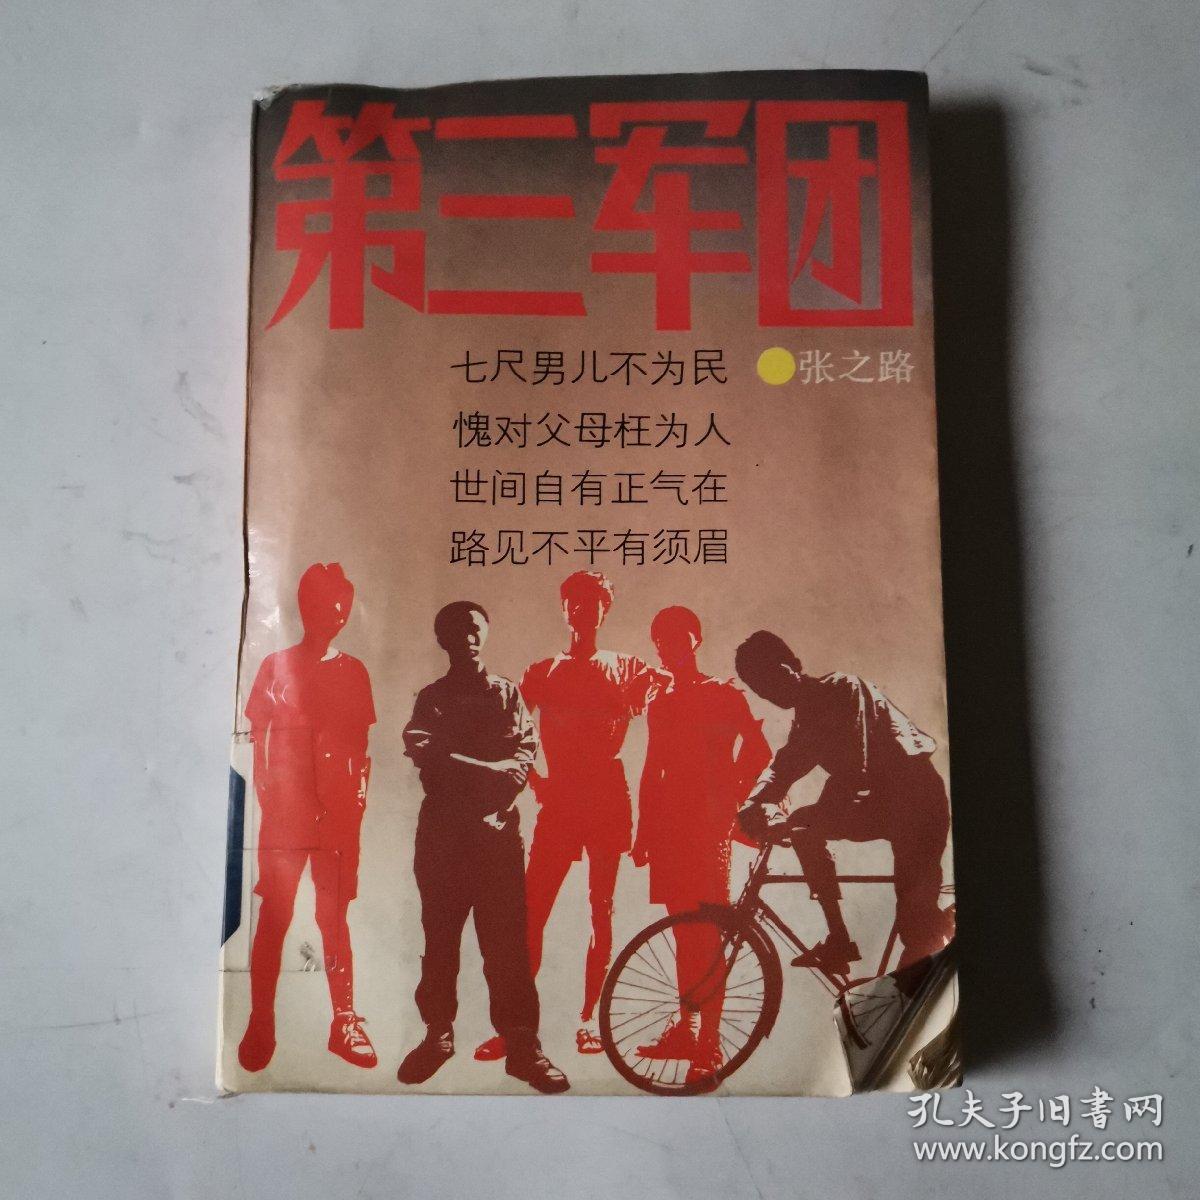 第三军团
七尺男儿不为民
●张之路
愧对父母枉为人
世间自有正气在
路见不平有须眉
孔夫子旧书网
www.kongfz.com